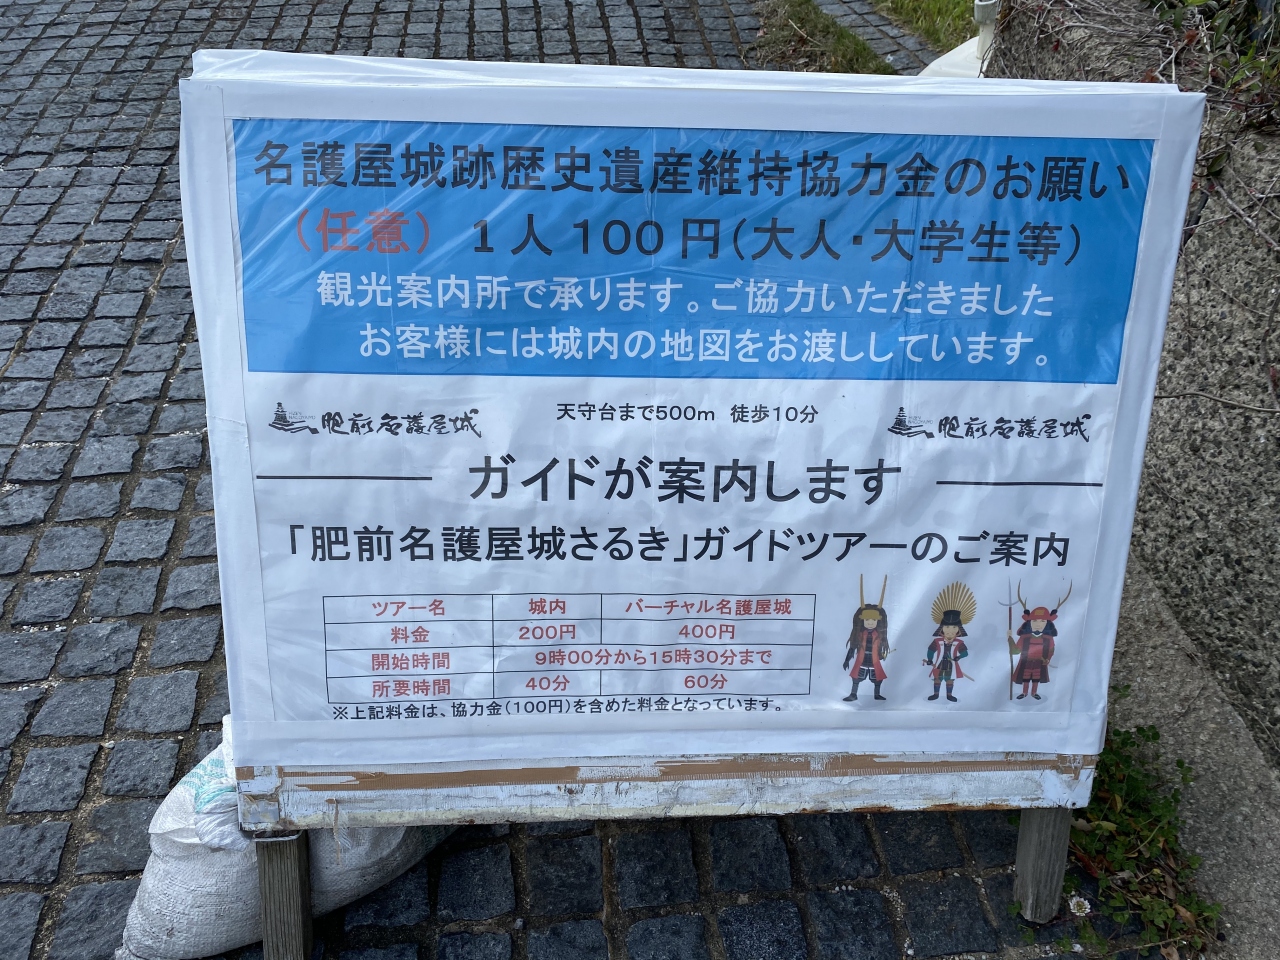 名護屋城跡歴史遺産維持協力金のお願い
（任意） 1人100円（大人・大学生等）
観光案内所で承ります。ご協力いただきました
お客様には城内の地図をお渡ししています。
肥前名護屋城 天守台まで500m 徒歩10分 肥前名護屋城
ガイドが案内します
「肥前名護屋城さるき」ガイドツアーのご案内
ツアー名 城内 バーチャル名護屋城
料金 200円 400円
開始時間 9時00分から15時30分まで
所要時間 40分 60分
※上記料金は、協力金（100円）を含めた料金となっています。